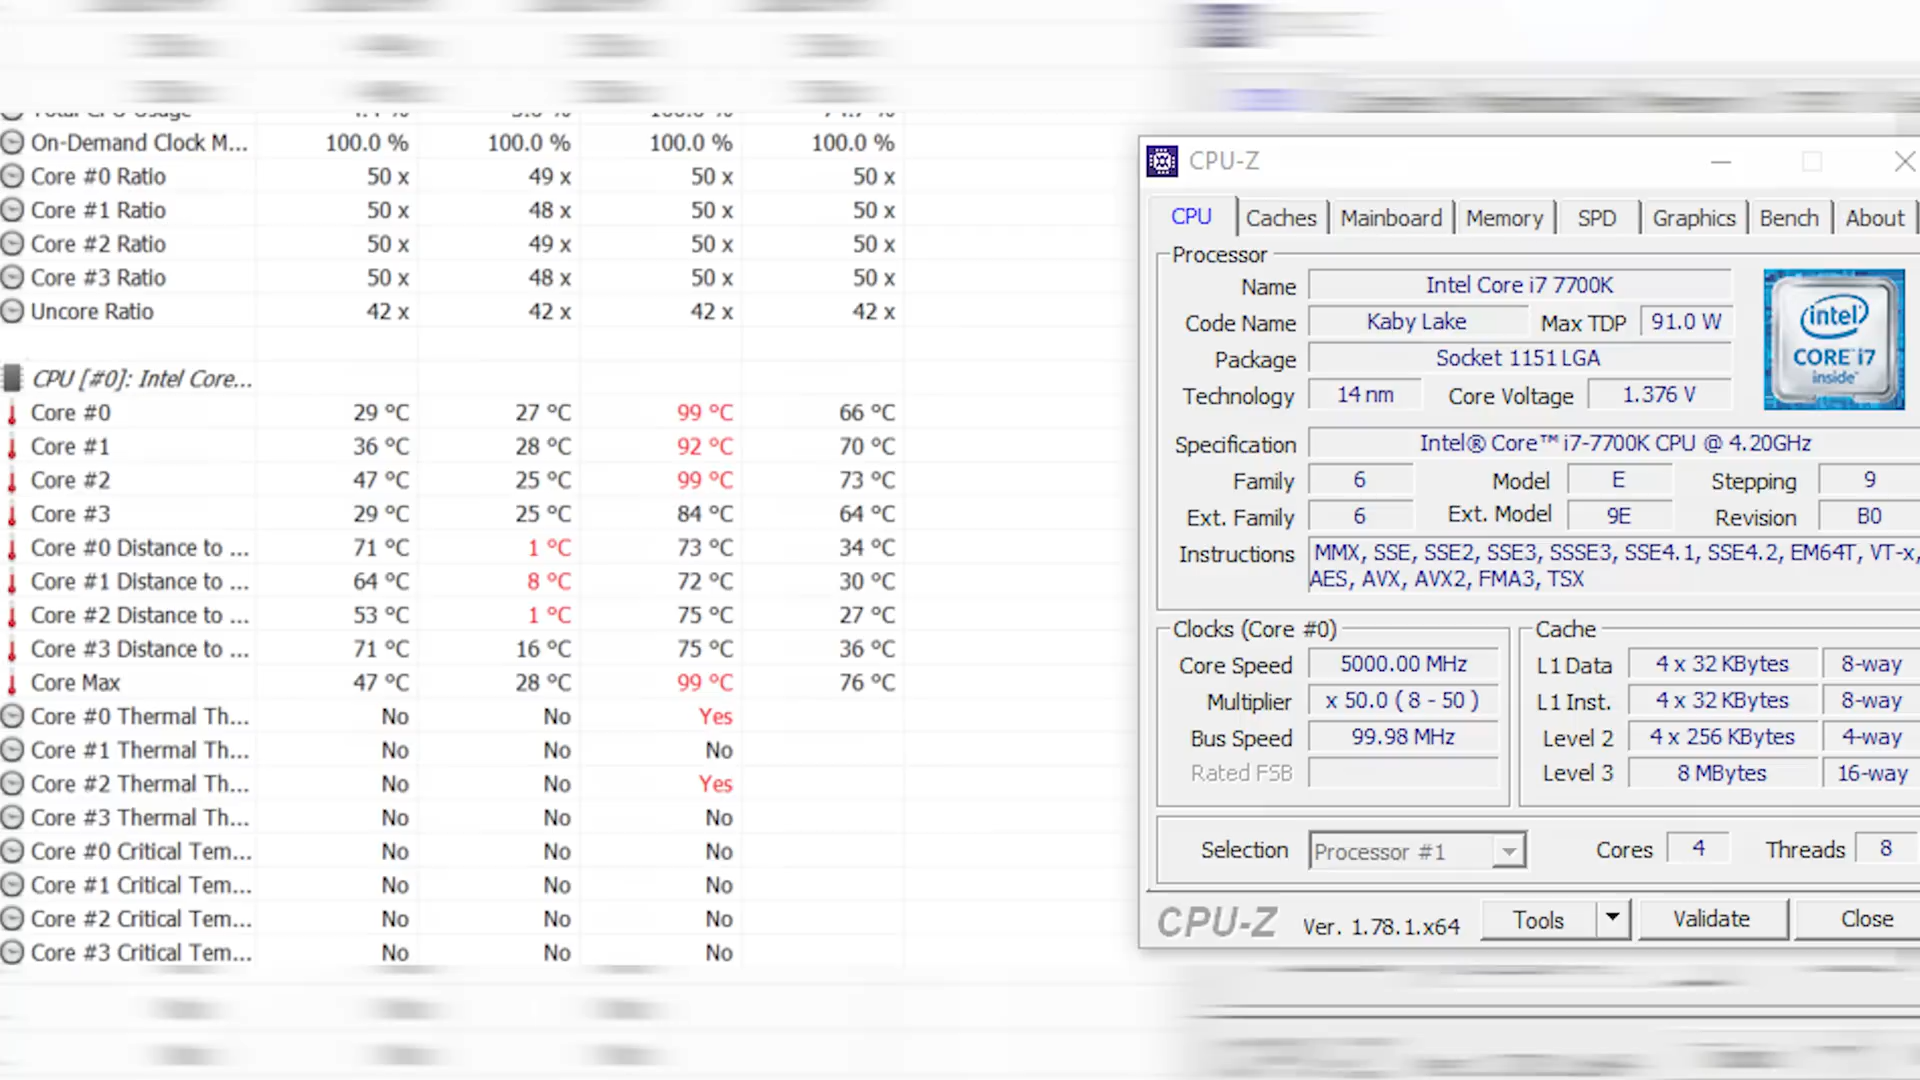 On-Demand Clock M... 100.0 % 100.0 % 100.0 % 100.0 %
Core #0 Ratio 50 x 49 x 50 x 50 x
Core #1 Ratio 50 x 48 x 50 x 50 x
Core #2 Ratio 50 x 49 x 50 x 50 x
Core #3 Ratio 50 x 48 x 50 x 50 x
Uncore Ratio 42 x 42 x 42 x 42 x
CPU [#0]: Intel Core...
Core #0 29 °C 27 °C 99 °C 66 °C
Core #1 36 °C 28 °C 92 °C 70 °C
Core #2 47 °C 25 °C 99 °C 73 °C
Core #3 29 °C 25 °C 84 °C 64 °C
Core #0 Distance to ... 71 °C 1 °C 73 °C 34 °C
Core #1 Distance to ... 64 °C 8 °C 72 °C 30 °C
Core #2 Distance to ... 53 °C 1 °C 75 °C 27 °C
Core #3 Distance to ... 71 °C 16 °C 75 °C 36 °C
Core Max 47 °C 28 °C 99 °C 76 °C
Core #0 Thermal Th... No No Yes
Core #1 Thermal Th... No No No
Core #2 Thermal Th... No No Yes
Core #3 Thermal Th... No No No
Core #0 Critical Tem... No No No
Core #1 Critical Tem... No No No
Core #2 Critical Tem... No No No
Core #3 Critical Tem... No No No
CPU-Z
CPU Caches Mainboard Memory SPD Graphics Bench About
Processor
Name Intel Core i7 7700K
Code Name Kaby Lake Max TDP 91.0 W
Package Socket 1151 LGA
Technology 14 nm Core Voltage 1.376 V
intel
CORE i7
inside
Specification Intel® Core™ i7-7700K CPU @ 4.20GHz
Family 6 Model E Stepping 9
Ext. Family 6 Ext. Model 9E Revision B0
Instructions MMX, SSE, SSE2, SSE3, SSSE3, SSE4.1, SSE4.2, EM64T, VT-x,
AES, AVX, AVX2, FMA3, TSX
Clocks (Core #0)
Core Speed 5000.00 MHz
Multiplier x 50.0 ( 8 - 50 )
Bus Speed 99.98 MHz
Rated FSB
Cache
L1 Data 4 x 32 KBytes 8-way
L1 Inst. 4 x 32 KBytes 8-way
Level 2 4 x 256 KBytes 4-way
Level 3 8 MBytes 16-way
Selection Processor #1 Cores 4 Threads 8
CPU-Z Ver. 1.78.1.x64 Tools Validate Close